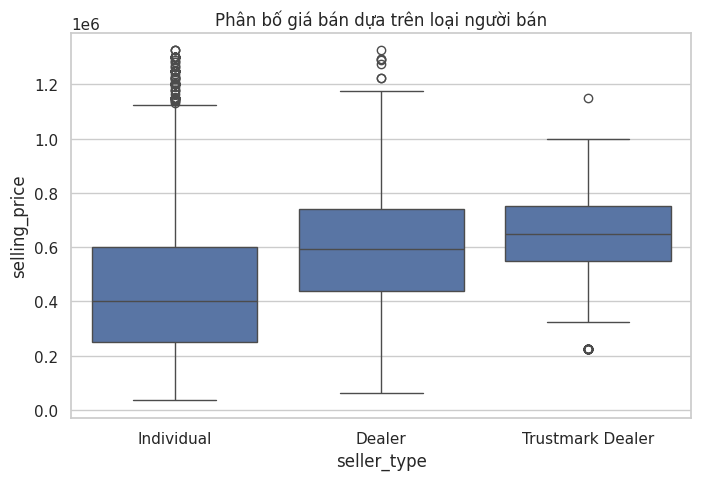 Phân bố giá bán dựa trên loại người bán
1e6
1.2
1.0
0.8
0.6
0.4
0.2
0.0
selling_price
Individual
Dealer
Trustmark Dealer
seller_type